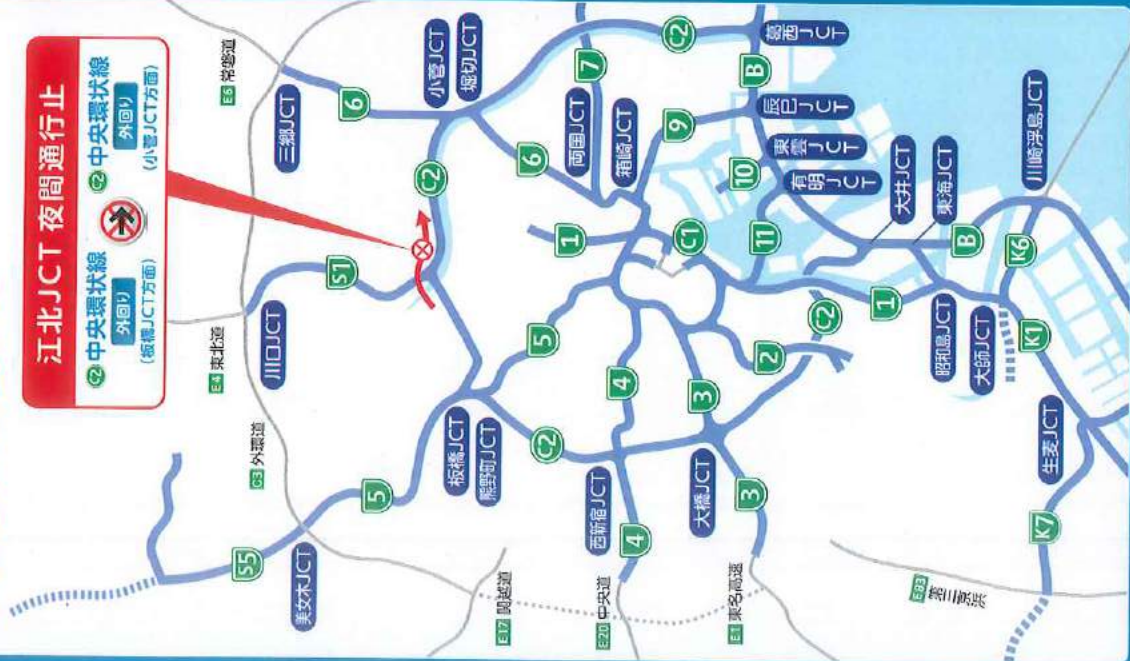 江北JCT 夜間通行止
C2 中央環状線
外回り
(板橋JCT方面)
C2 中央環状線
外回り
(小菅JCT方面)
E4 東北道
E6 常磐道
C3 外環道
川口JCT
三郷JCT
S5
美女木JCT
5
S1
6
板橋JCT
熊野町JCT
C2
小菅JCT
堀切JCT
E17 関越道
C2
5
1
6
両国JCT
箱崎JCT
7
C2
E20 中央道
西新宿JCT
4
4
C1
9
B
葛西JCT
辰巳JCT
東雲JCT
有明JCT
10
11
E1 東名高速
大橋JCT
3
3
2
C2
1
大井JCT
東海JCT
昭和島JCT
大師JCT
B
E83 第三京浜
K7
生麦JCT
K1
K6
川崎浮島JCT